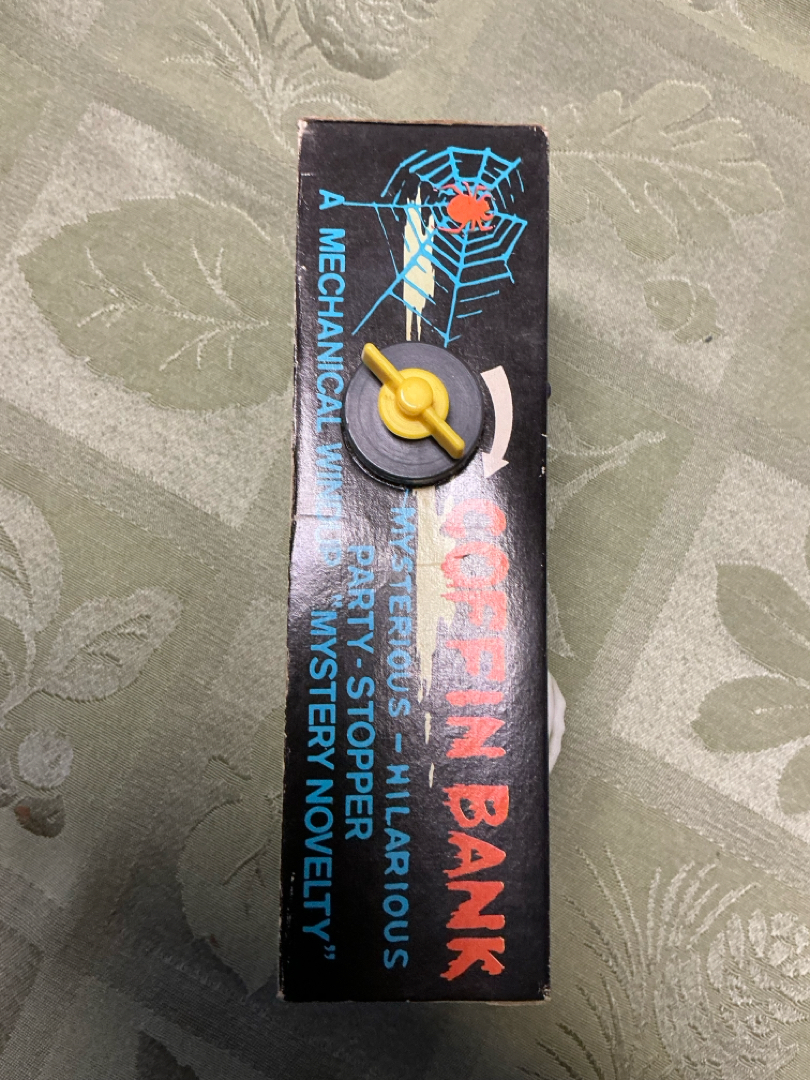 COFFIN BANK
MYSTERIOUS — HILARIOUS
PARTY-STOPPER
A MECHANICAL WIND UP "MYSTERY NOVELTY"